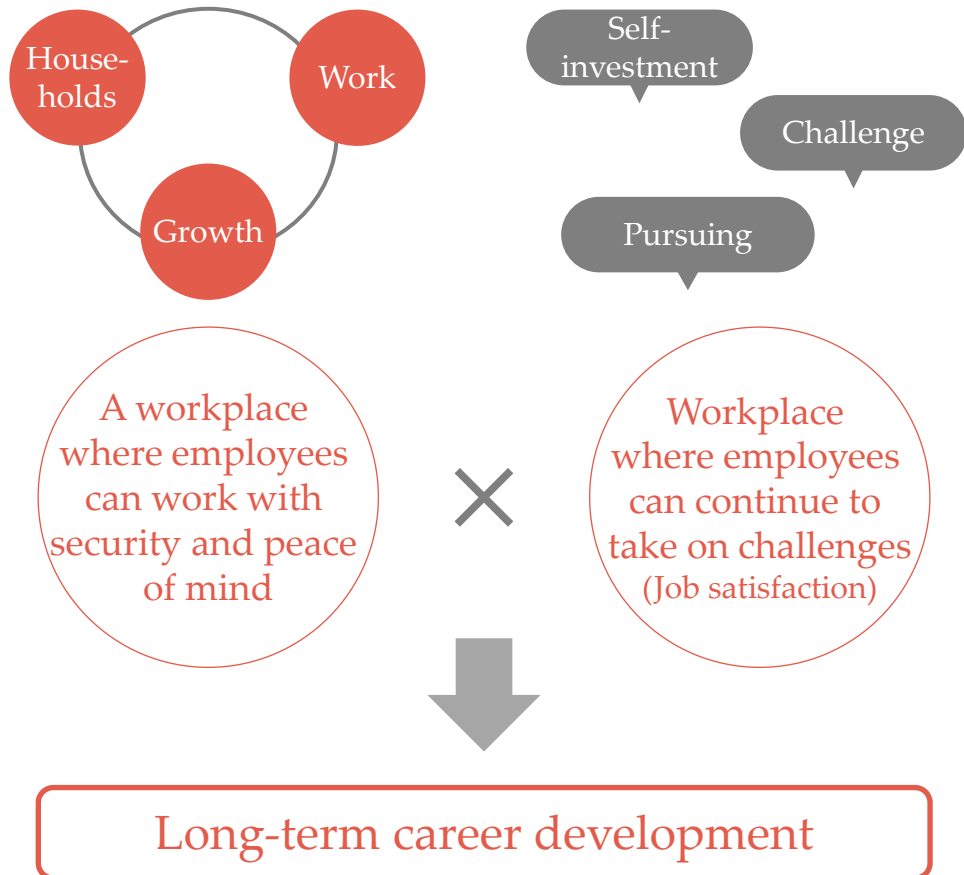 House-
holds
Work
Growth
Self-
investment
Challenge
Pursuing
A workplace
where employees
can work with
security and peace
of mind
×
Workplace
where employees
can continue to
take on challenges
(Job satisfaction)
Long-term career development